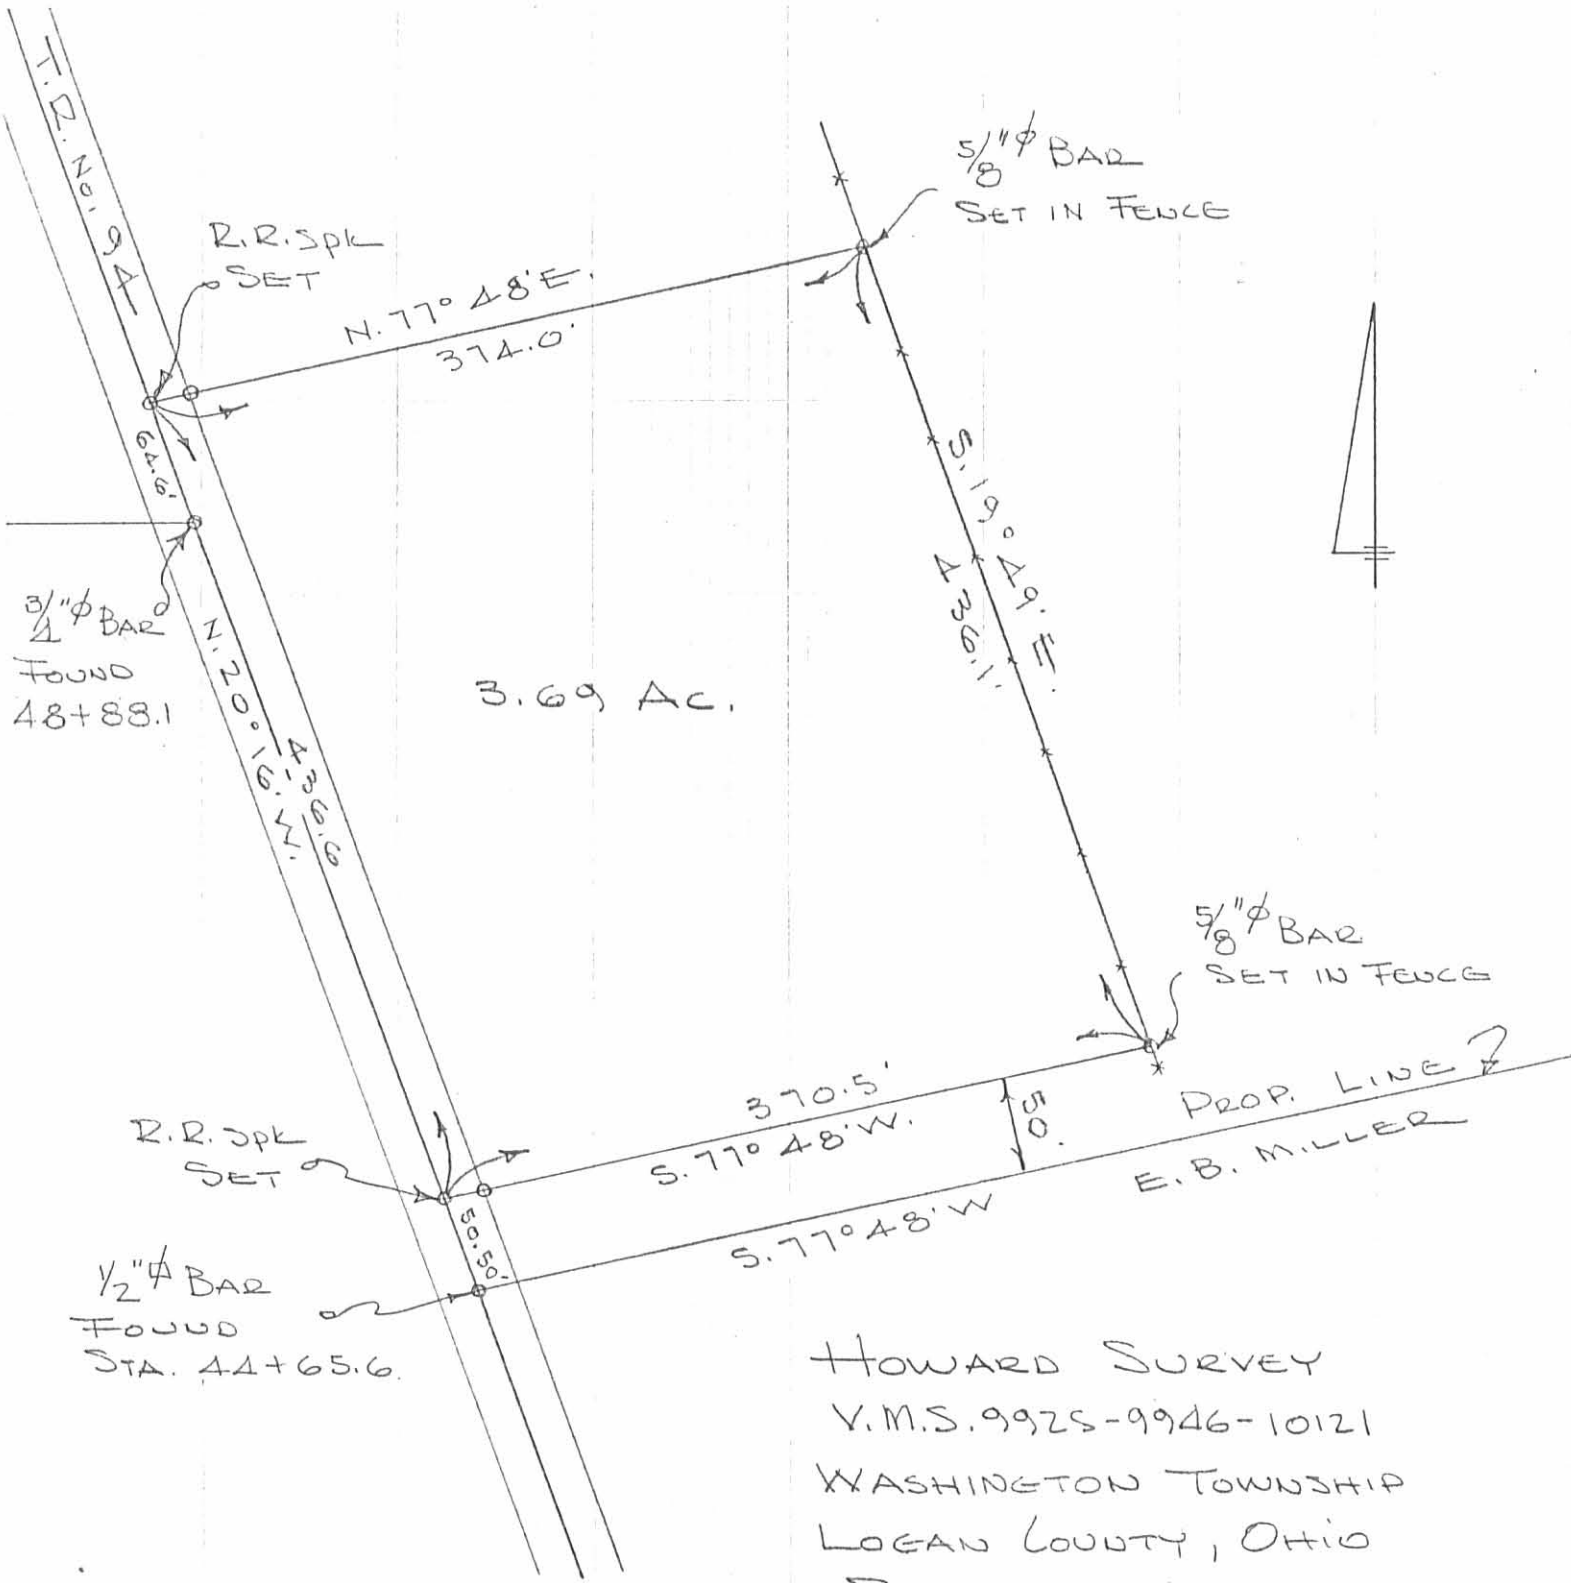 T.R. No. 94
R.R. Spk
SET
5/8"ϕ BAR
SET IN FENCE
N. 77° 48' E.
374.0'
64.6'
S. 19° 49' E.
436.1'
3/4"ϕ BAR
FOUND
48+88.1
N. 20° 16' W.
436.6
3.69 AC.
5/8"ϕ BAR
SET IN FENCE
370.5'
S. 77° 48' W.
50'
PROP. LINE
E. B. MILLER
R.R. Spk
SET
50.50'
S. 77° 48' W
1/2"ϕ BAR
FOUND
STA. 44+65.6
HOWARD SURVEY
V.M.S. 9925-9946-10121
WASHINGTON TOWNSHIP
LOGAN COUNTY, OHIO